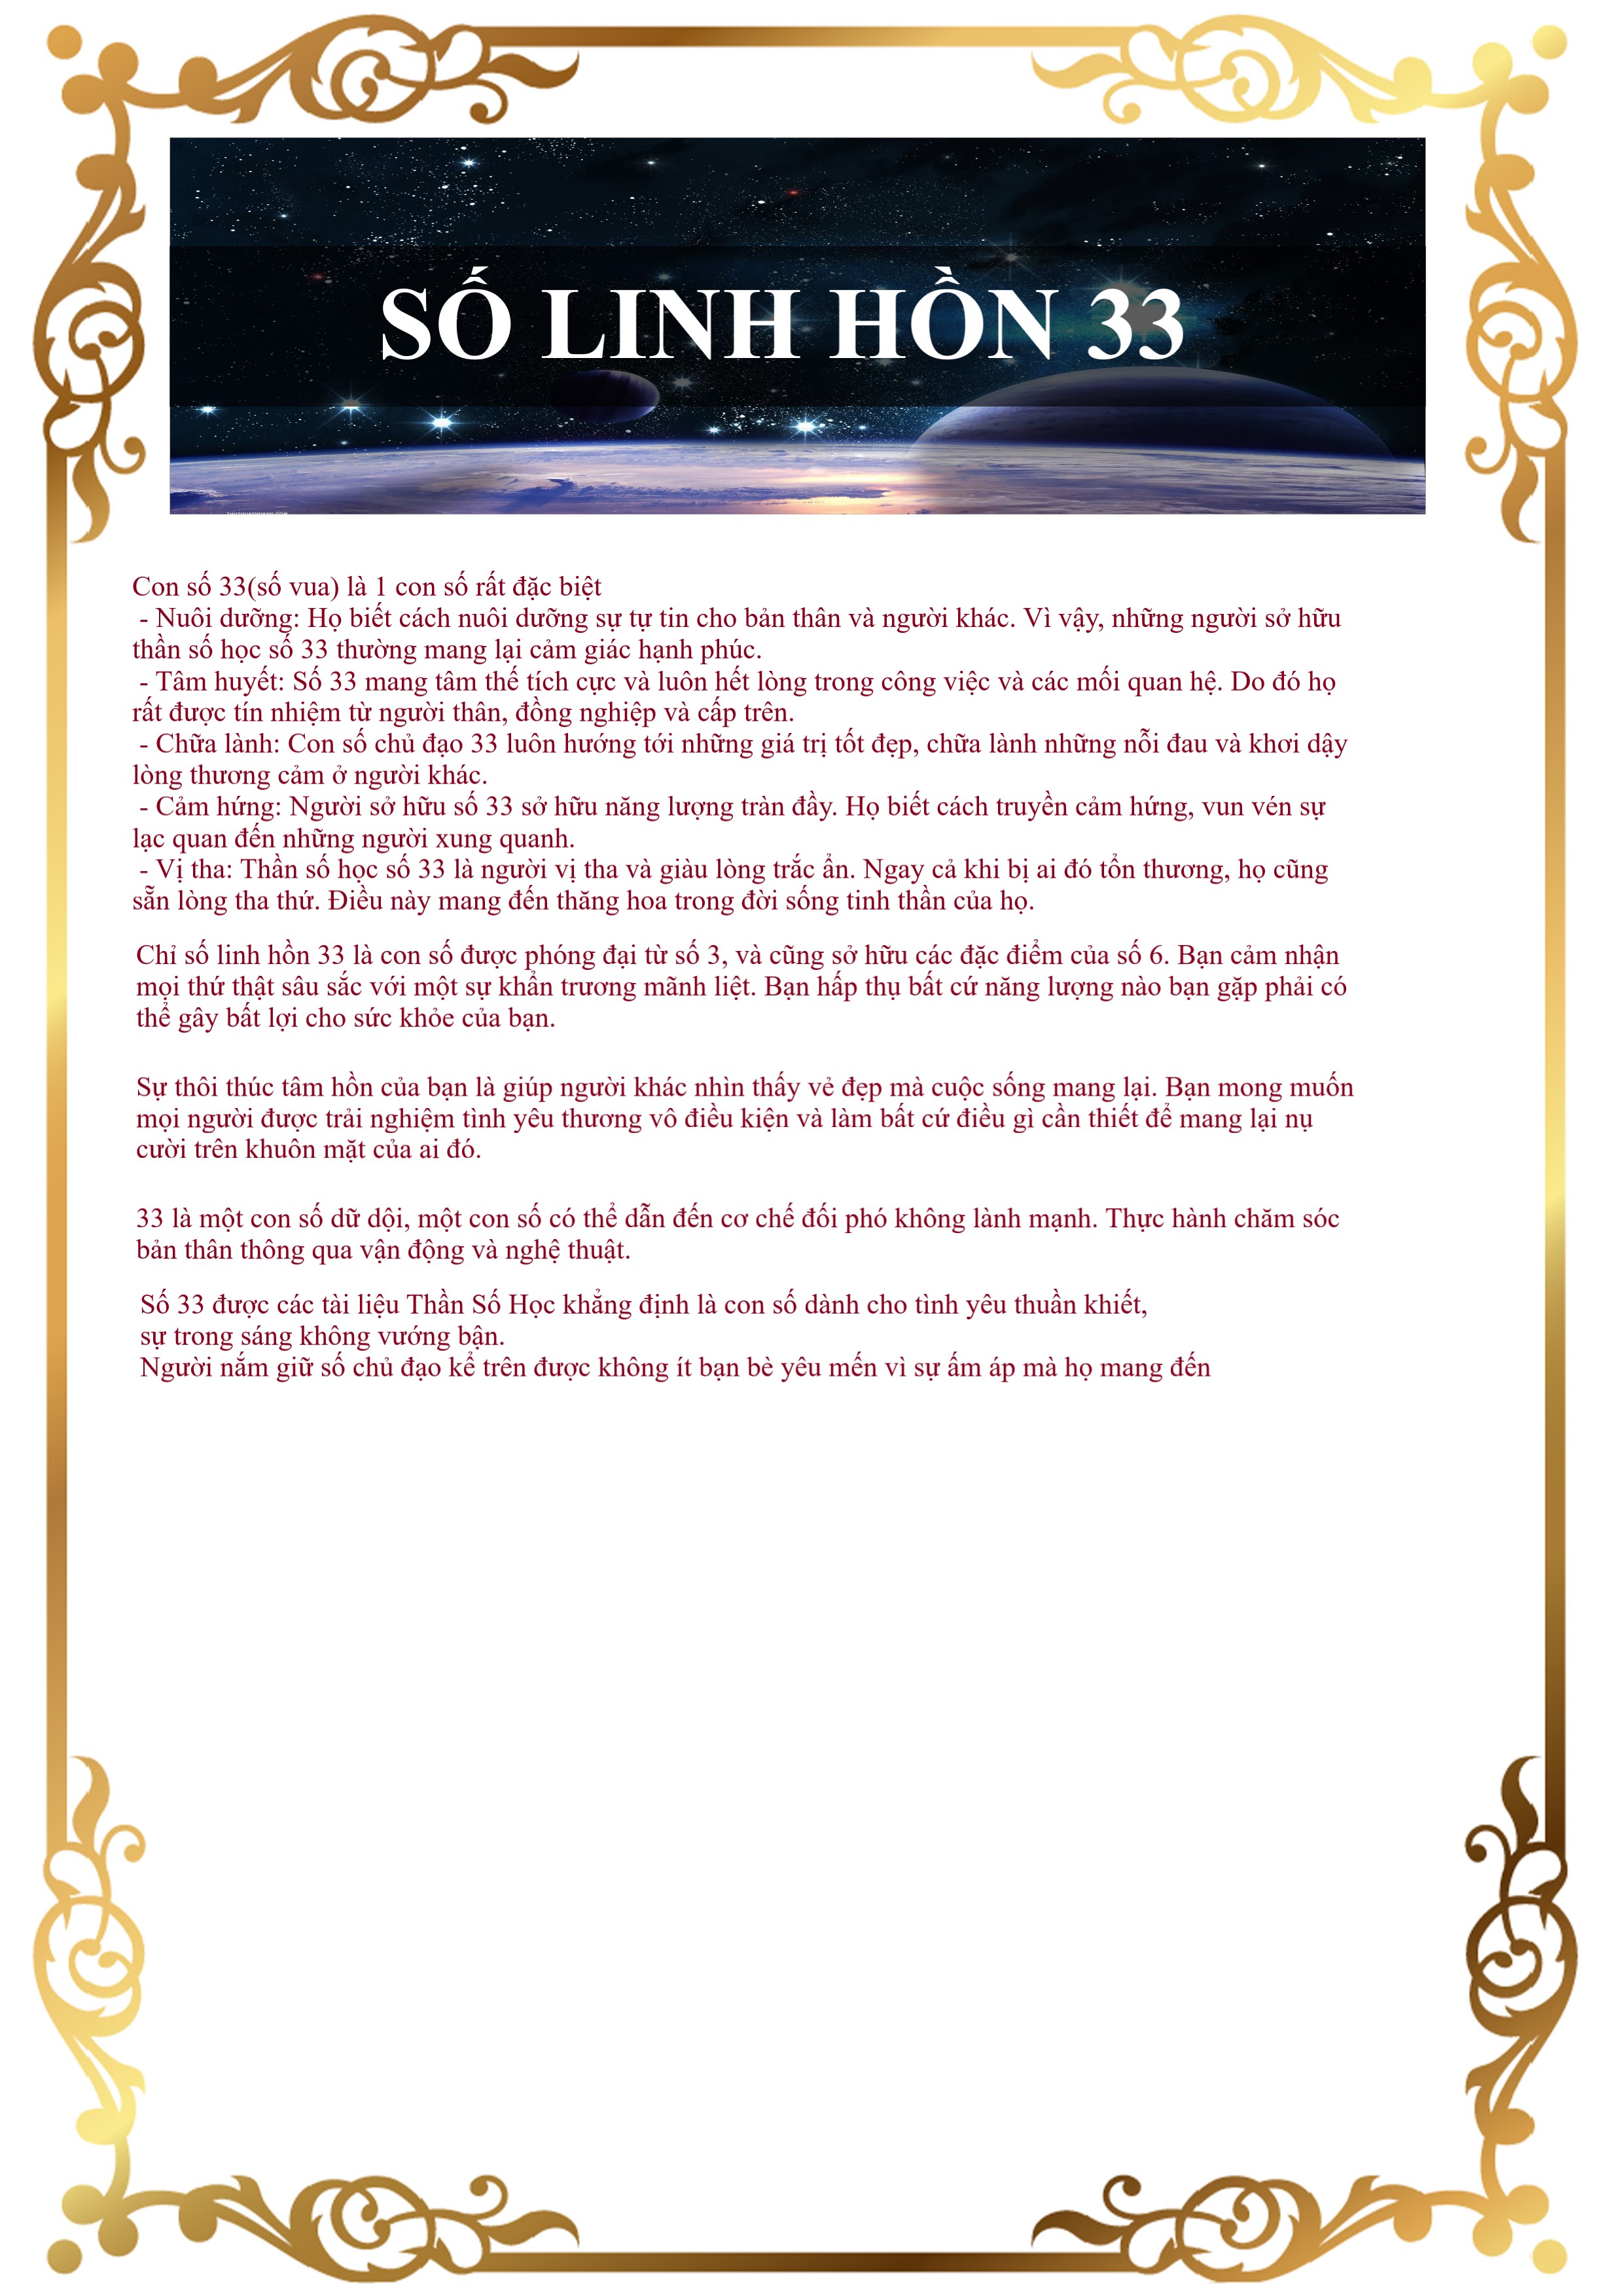 SỐ LINH HỒN 33
Con số 33(số vua) là 1 con số rất đặc biệt
- Nuôi dưỡng: Họ biết cách nuôi dưỡng sự tự tin cho bản thân và người khác. Vì vậy, những người sở hữu
thần số học số 33 thường mang lại cảm giác hạnh phúc.
- Tâm huyết: Số 33 mang tâm thế tích cực và luôn hết lòng trong công việc và các mối quan hệ. Do đó họ
rất được tín nhiệm từ người thân, đồng nghiệp và cấp trên.
- Chữa lành: Con số chủ đạo 33 luôn hướng tới những giá trị tốt đẹp, chữa lành những nỗi đau và khơi dậy
lòng thương cảm ở người khác.
- Cảm hứng: Người sở hữu số 33 sở hữu năng lượng tràn đầy. Họ biết cách truyền cảm hứng, vun vén sự
lạc quan đến những người xung quanh.
- Vị tha: Thần số học số 33 là người vị tha và giàu lòng trắc ẩn. Ngay cả khi bị ai đó tổn thương, họ cũng
sẵn lòng tha thứ. Điều này mang đến thăng hoa trong đời sống tinh thần của họ.
Chỉ số linh hồn 33 là con số được phóng đại từ số 3, và cũng sở hữu các đặc điểm của số 6. Bạn cảm nhận
mọi thứ thật sâu sắc với một sự khẩn trương mãnh liệt. Bạn hấp thụ bất cứ năng lượng nào bạn gặp phải có
thể gây bất lợi cho sức khỏe của bạn.
Sự thôi thúc tâm hồn của bạn là giúp người khác nhìn thấy vẻ đẹp mà cuộc sống mang lại. Bạn mong muốn
mọi người được trải nghiệm tình yêu thương vô điều kiện và làm bất cứ điều gì cần thiết để mang lại nụ
cười trên khuôn mặt của ai đó.
33 là một con số dữ dội, một con số có thể dẫn đến cơ chế đối phó không lành mạnh. Thực hành chăm sóc
bản thân thông qua vận động và nghệ thuật.
Số 33 được các tài liệu Thần Số Học khẳng định là con số dành cho tình yêu thuần khiết,
sự trong sáng không vướng bận.
Người nắm giữ số chủ đạo kể trên được không ít bạn bè yêu mến vì sự ấm áp mà họ mang đến